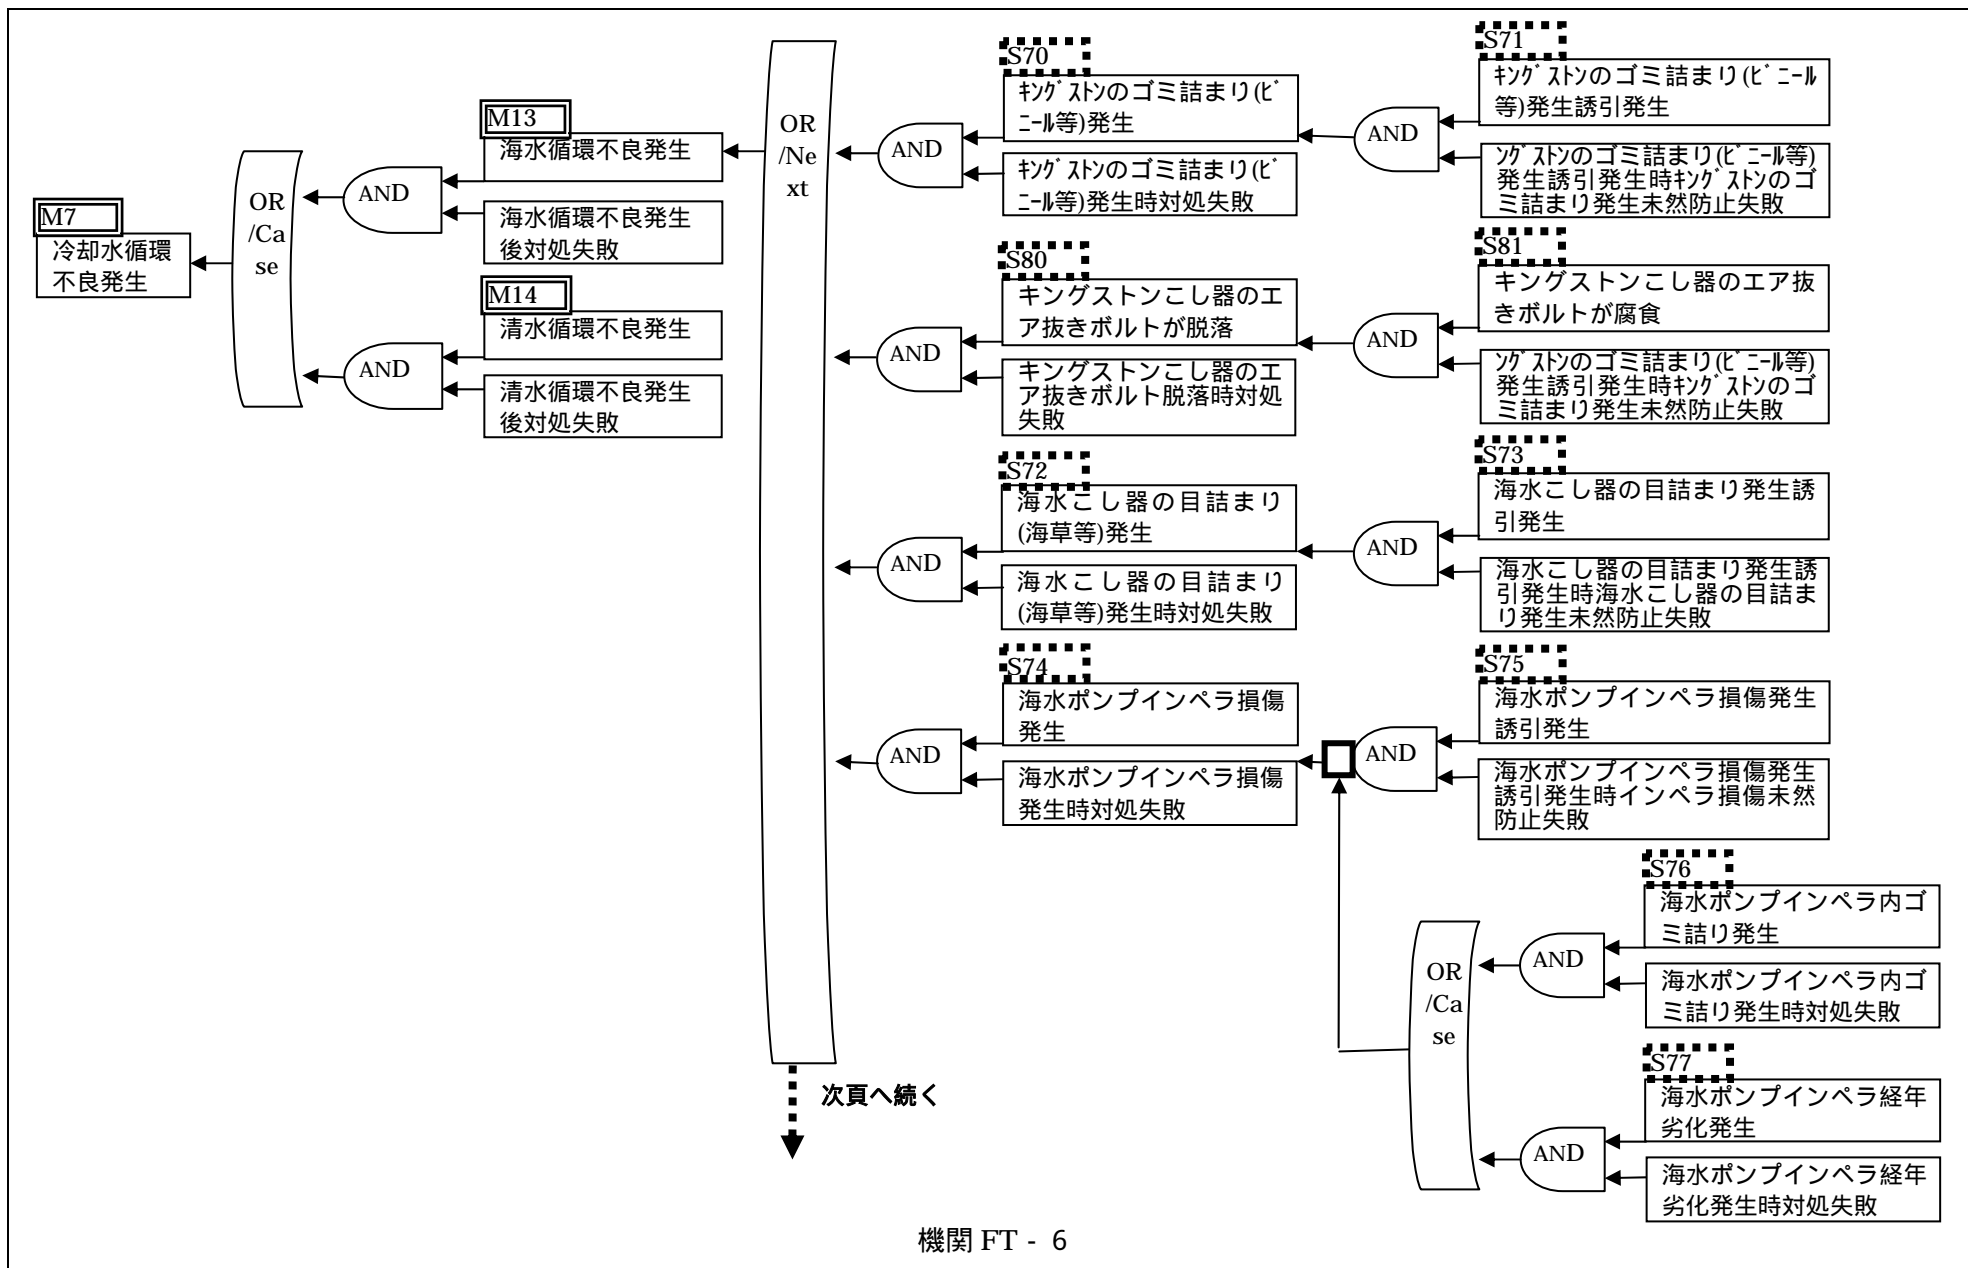 M7
冷却水循環
不良発生
OR
/Ca
se
AND
M13
海水循環不良発生
海水循環不良発生
後対処失敗
AND
M14
清水循環不良発生
清水循環不良発生
後対処失敗
OR
/Ne
xt
次頁へ続く
AND
S70
ｷﾝｸﾞｽﾄﾝのゴミ詰まり(ﾋﾞ
ﾆｰﾙ等)発生
ｷﾝｸﾞｽﾄﾝのゴミ詰まり(ﾋﾞ
ﾆｰﾙ等)発生時対処失敗
AND
S71
ｷﾝｸﾞｽﾄﾝのゴミ詰まり(ﾋﾞﾆｰﾙ
等)発生誘引発生
ﾝｸﾞｽﾄﾝのゴミ詰まり(ﾋﾞﾆｰﾙ等)
発生誘引発生時ｷﾝｸﾞｽﾄﾝのゴ
ミ詰まり発生未然防止失敗
AND
S80
キングストンこし器のエ
ア抜きボルトが脱落
キングストンこし器のエ
ア抜きボルト脱落時対処
失敗
AND
S81
キングストンこし器のエア抜
きボルトが腐食
ﾝｸﾞｽﾄﾝのゴミ詰まり(ﾋﾞﾆｰﾙ等)
発生誘引発生時ｷﾝｸﾞｽﾄﾝのゴ
ミ詰まり発生未然防止失敗
AND
S72
海水こし器の目詰まり
(海草等)発生
海水こし器の目詰まり
(海草等)発生時対処失敗
AND
S73
海水こし器の目詰まり発生誘
引発生
海水こし器の目詰まり発生誘
引発生時海水こし器の目詰ま
り発生未然防止失敗
AND
S74
海水ポンプインペラ損傷
発生
海水ポンプインペラ損傷
発生時対処失敗
AND
S75
海水ポンプインペラ損傷発生
誘引発生
海水ポンプインペラ損傷発生
誘引発生時インペラ損傷未然
防止失敗
OR
/Ca
se
AND
S76
海水ポンプインペラ内ゴ
ミ詰り発生
海水ポンプインペラ内ゴ
ミ詰り発生時対処失敗
AND
S77
海水ポンプインペラ経年
劣化発生
海水ポンプインペラ経年
劣化発生時対処失敗
機関 FT - 6